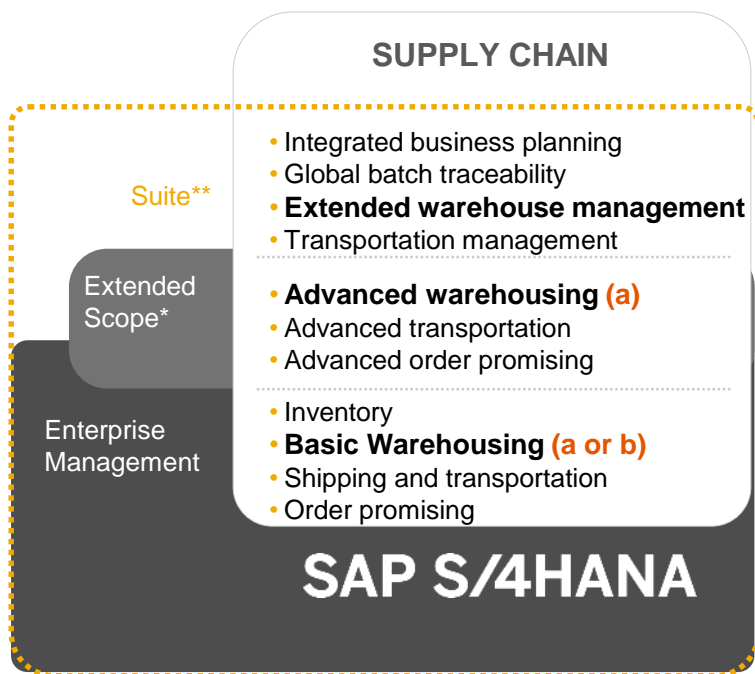 SUPPLY CHAIN
• Integrated business planning
• Global batch traceability
Suite**
• Extended warehouse management
• Transportation management
Extended
Scope*
• Advanced warehousing (a)
• Advanced transportation
• Advanced order promising
Enterprise
Management
• Inventory
• Basic Warehousing (a or b)
• Shipping and transportation
• Order promising
SAP S/4HANA